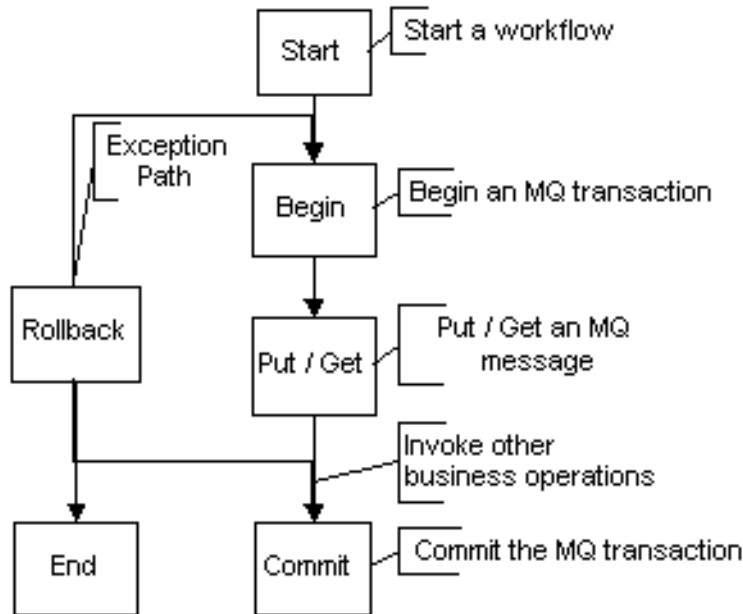 Start
Start a workflow
Exception
Path
Begin
Begin an MQ transaction
Rollback
Put / Get
Put / Get an MQ
message
Invoke other
business operations
End
Commit
Commit the MQ transaction